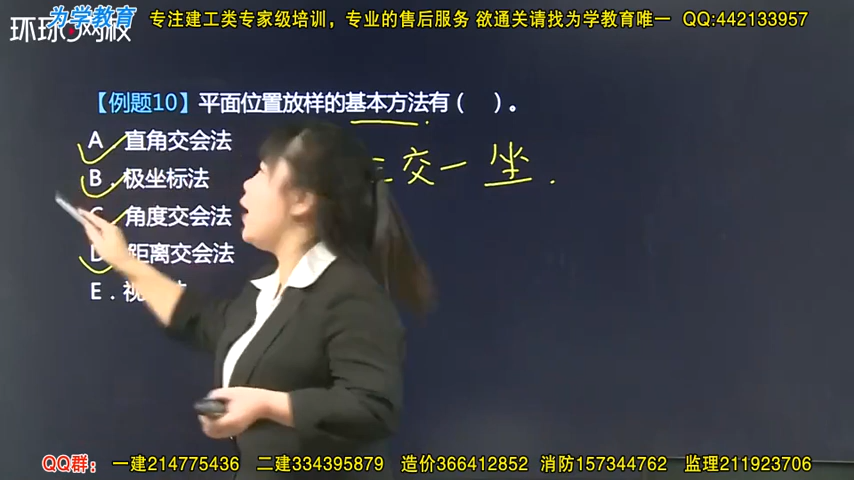 环球网校
为学教育
专注建工类专家级培训，专业的售后服务 欲通关请找为学教育唯一 QQ:442133957
【例题10】平面位置放样的基本方法有（ ）。
A．直角交会法
三交一坐．
B．极坐标法
C．角度交会法
D．距离交会法
E．视
QQ群： 一建214775436 二建334395879 造价366412852 消防157344762 监理211923706